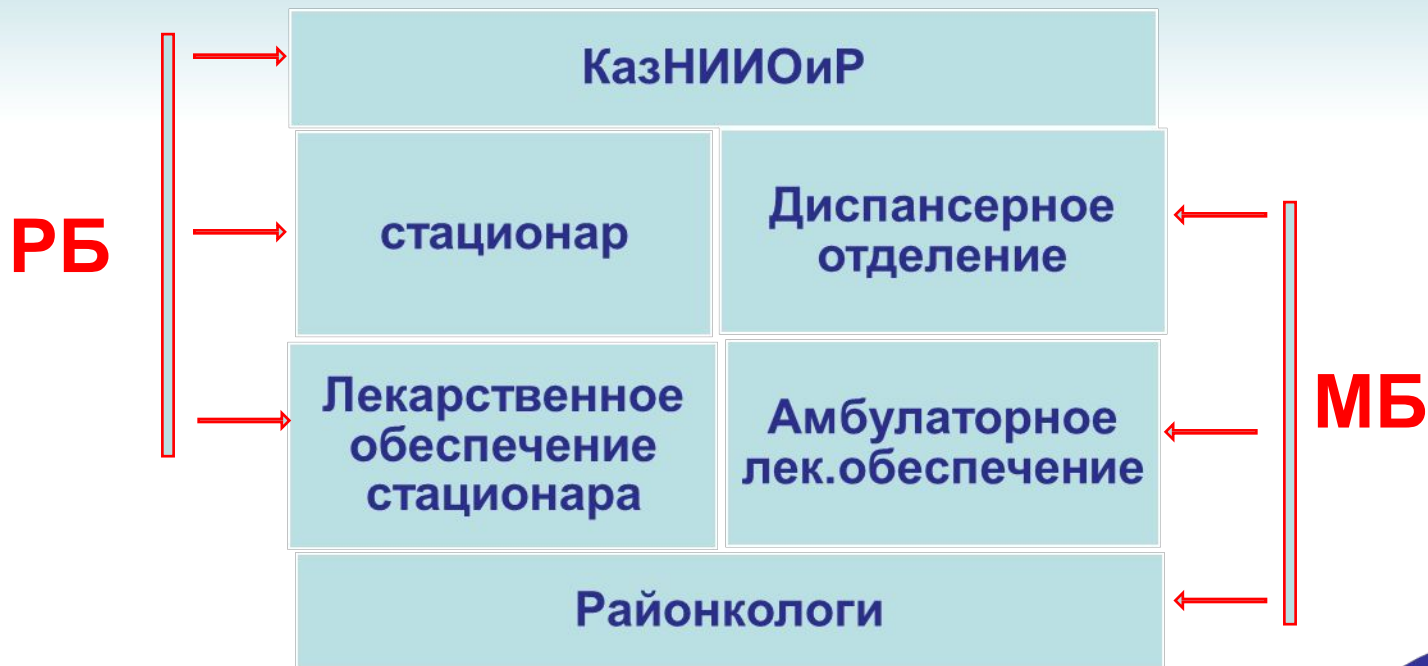 КазНИИОиР
РБ
стационар
Диспансерное
отделение
МБ
Лекарственное
обеспечение
стационара
Амбулаторное
лек.обеспечение
Районкологи